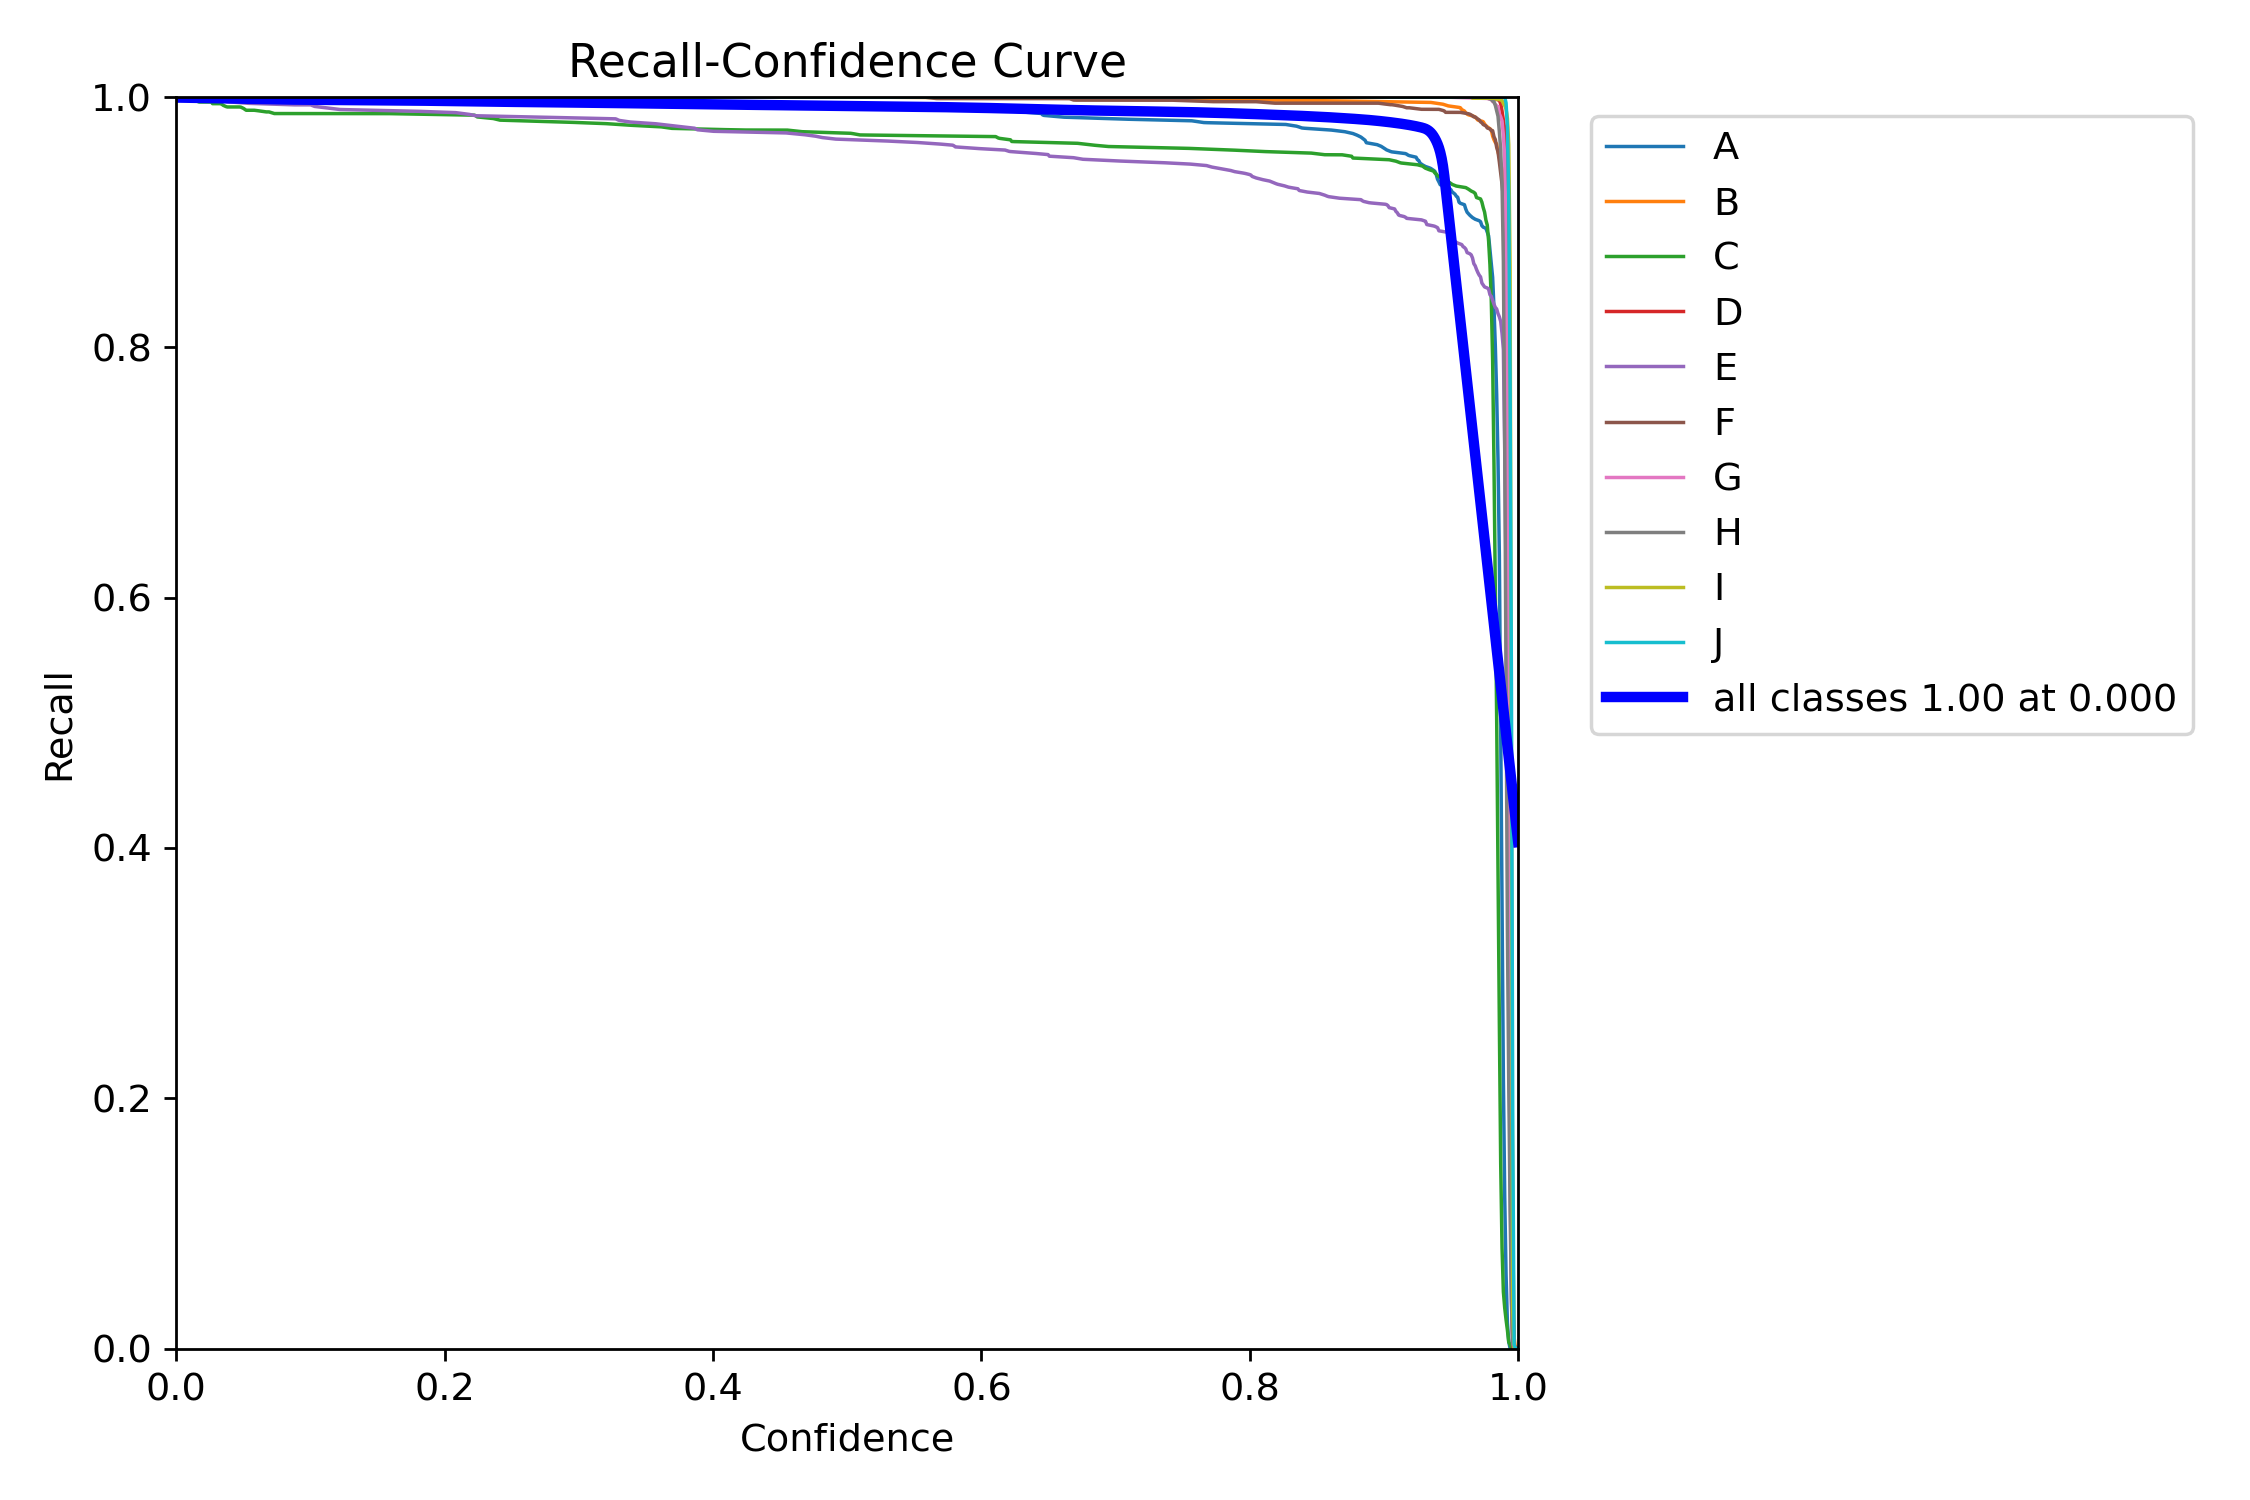 Recall-Confidence Curve
1.0
0.8
0.6
0.4
0.2
0.0
Recall
0.0 0.2 0.4 0.6 0.8 1.0
Confidence
A
B
C
D
E
F
G
H
I
J
all classes 1.00 at 0.000